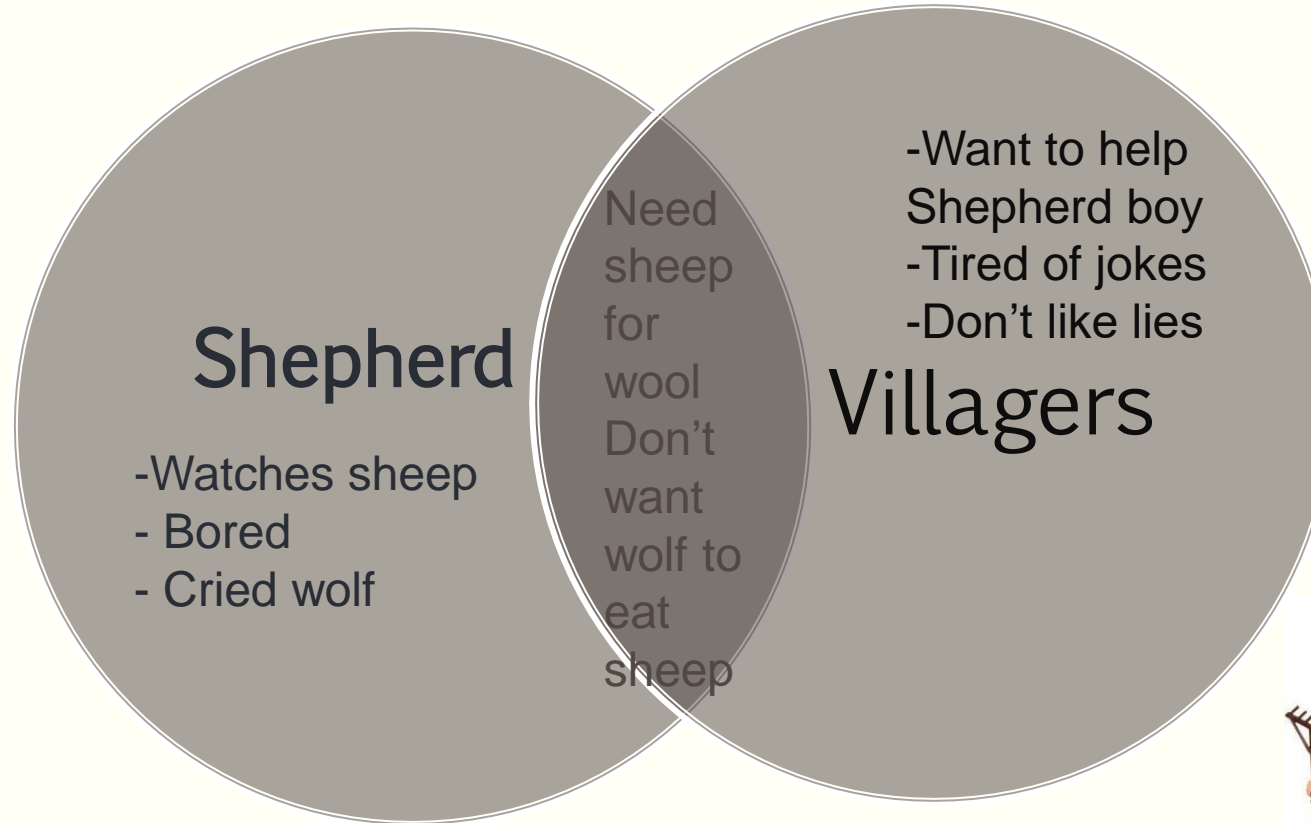 Shepherd
-Watches sheep
- Bored
- Cried wolf
Need
sheep
for
wool
Don’t
want
wolf to
eat
sheep
-Want to help
Shepherd boy
-Tired of jokes
-Don’t like lies
Villagers